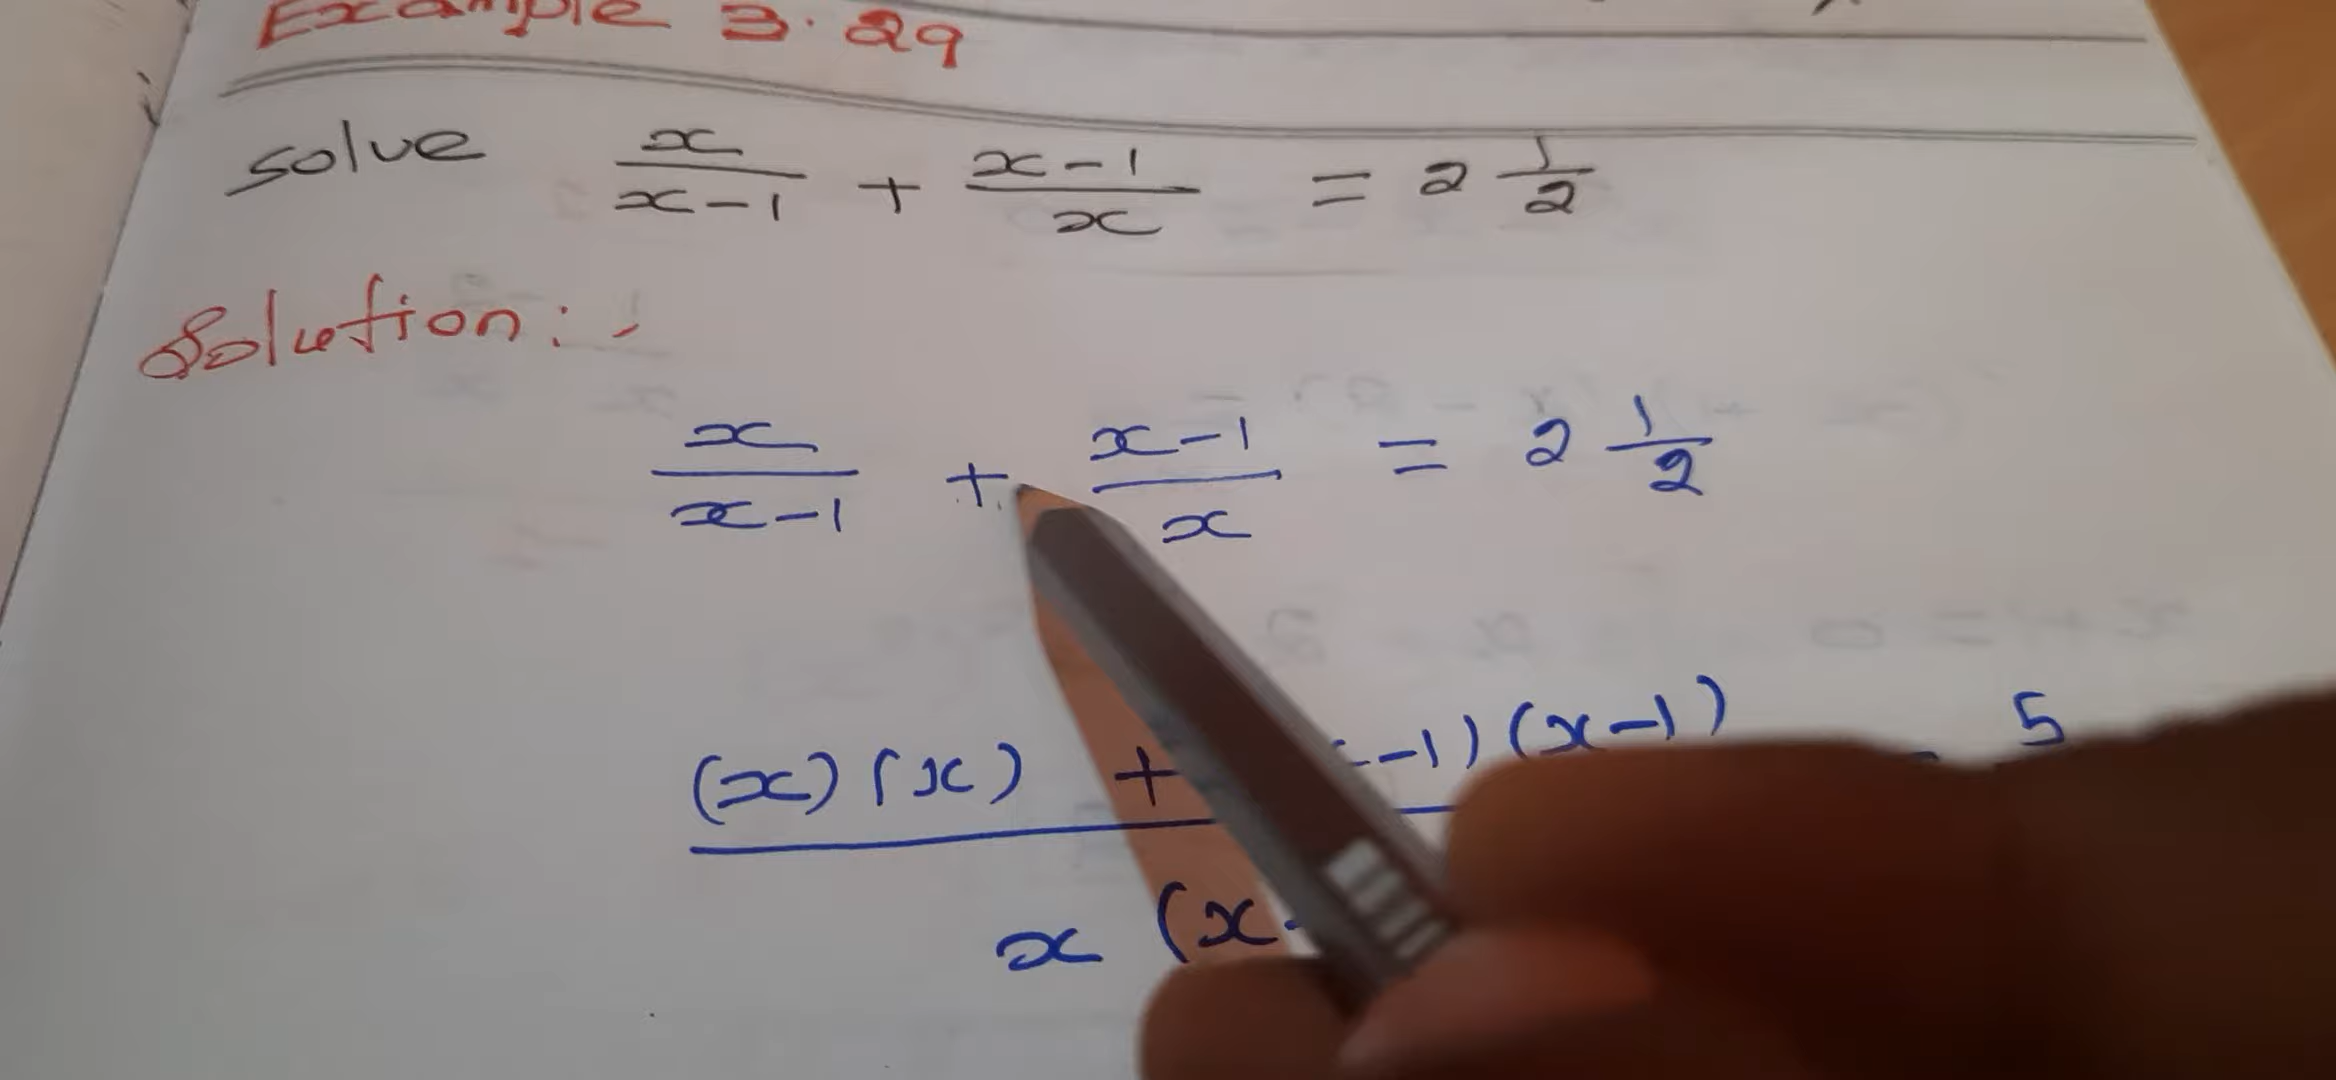 Example 3.29
solve x/(x-1) + (x-1)/x = 2 1/2
Solution:-
x/(x-1) + (x-1)/x = 2 1/2
(x)(x) + -1)(x-1) 5
x (x-